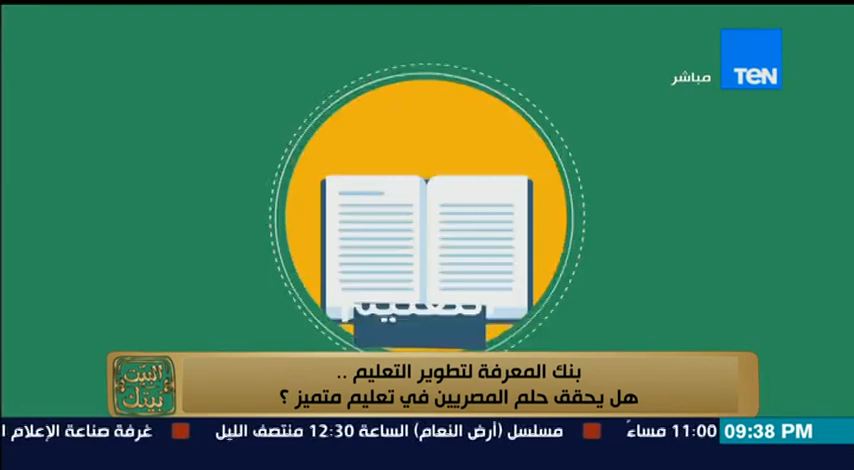 TEN
مباشر
التعليم
بنك المعرفة لتطوير التعليم ..
هل يحقق حلم المصريين في تعليم متميز ؟
البيت
بيتك
09:38 PM
11:00 مساءً
مسلسل (أرض النعام) الساعة 12:30 منتصف الليل
غرفة صناعة الإعلام